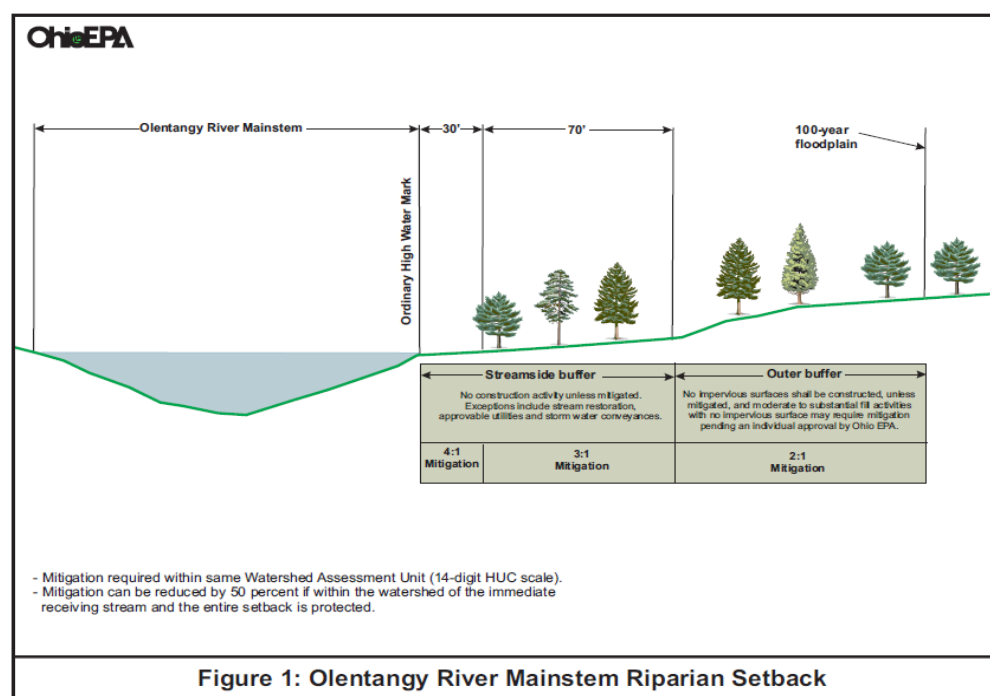 OhioEPA
Olentangy River Mainstem
30'
70'
100-year
floodplain
Ordinary High Water Mark
Streamside buffer
No construction activity unless mitigated.
Exceptions include stream restoration,
approvable utilities and storm water conveyances.
Outer buffer
No impervious surfaces shall be constructed, unless
mitigated, and moderate to substantial fill activities
with no impervious surface may require mitigation
pending an individual approval by Ohio EPA.
4:1
Mitigation
3:1
Mitigation
2:1
Mitigation
- Mitigation required within same Watershed Assessment Unit (14-digit HUC scale).
- Mitigation can be reduced by 50 percent if within the watershed of the immediate
receiving stream and the entire setback is protected.
Figure 1: Olentangy River Mainstem Riparian Setback